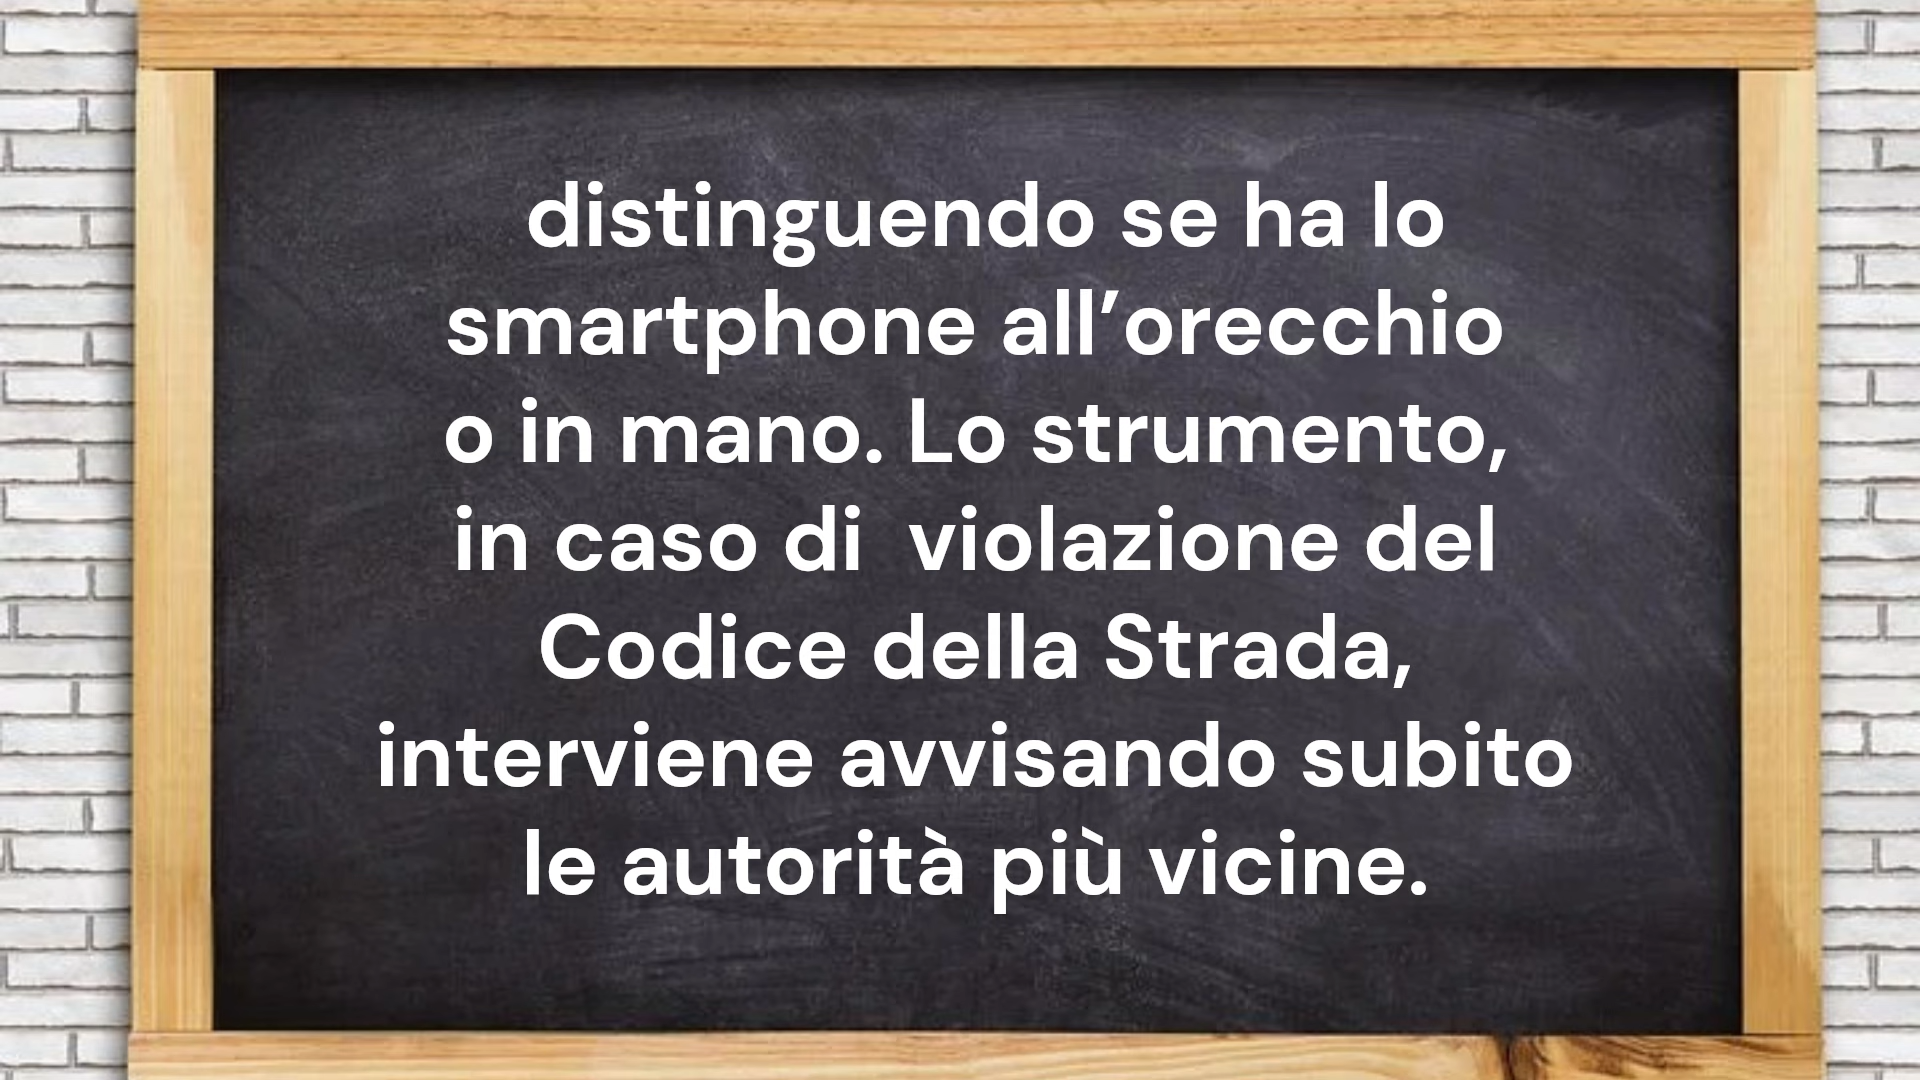 distinguendo se ha lo
smartphone all’orecchio
o in mano. Lo strumento,
in caso di  violazione del
Codice della Strada,
interviene avvisando subito
le autorità più vicine.